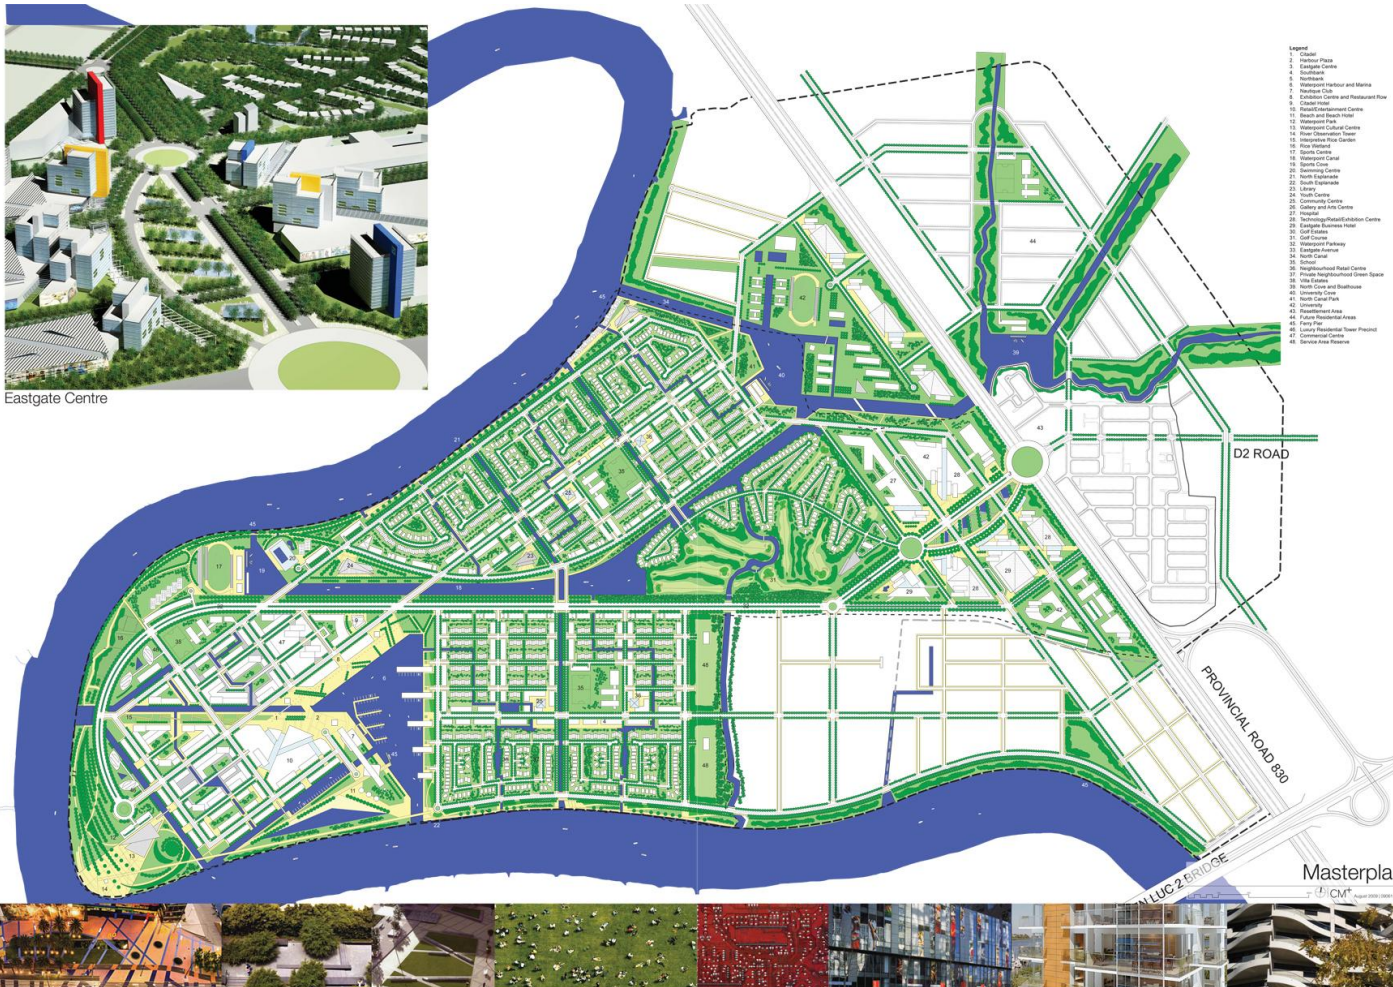 Eastgate Centre
Legend
1. Citadel
2. Harbour Plaza
3. Eastgate Centre
4. Southbank
5. Northbank
6. Waterpoint Harbour and Marina
7. Nautique Club
8. Exhibition Centre and Restaurant Row
9. Citadel Hotel
10. Retail/Entertainment Centre
11. Beach and Beach Hotel
12. Waterpoint Park
13. Waterpoint Cultural Centre
14. River Observation Tower
15. Interpretive Rice Garden
16. Rice Wetland
17. Sports Centre
18. Waterpoint Canal
19. Sports Cove
20. Swimming Centre
21. North Esplanade
22. South Esplanade
23. Library
24. Youth Centre
25. Community Centre
26. Gallery and Arts Centre
27. Hospital
28. Technology/Retail/Exhibition Centre
29. Eastgate Business Hotel
30. Golf Estates
31. Golf Course
32. Waterpoint Parkway
33. Eastgate Avenue
34. North Canal
35. School
36. Neighbourhood Retail Centre
37. Private Neighbourhood Green Space
38. Villa Estates
39. North Cove and Boathouse
40. University Cove
41. North Canal Park
42. University
43. Resettlement Area
44. Future Residential Areas
45. Ferry Pier
46. Luxury Residential Tower Precinct
47. Commercial Centre
48. Service Area Reserve
D2 ROAD
PROVINCIAL ROAD 830
N LUC 2 BRIDGE
Masterpla
CM+